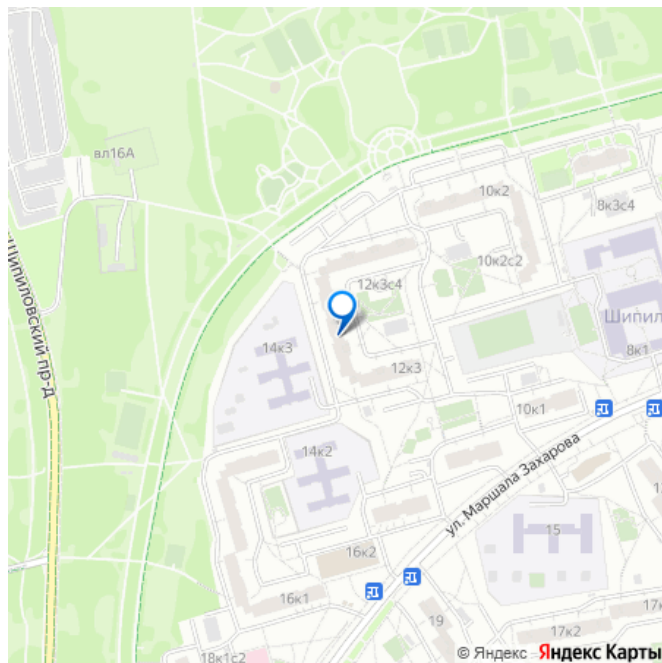 вл16А
10к2
8к3с4
Шипиловский пр-д
12к3с4
10к2с2
Шипил
14к3
8к1
12к3
10к1
14к2
ул. Маршала Захарова
16к2
15
16к1
19
17к
18к1с2
17к2
© Яндекс Яндекс Карты